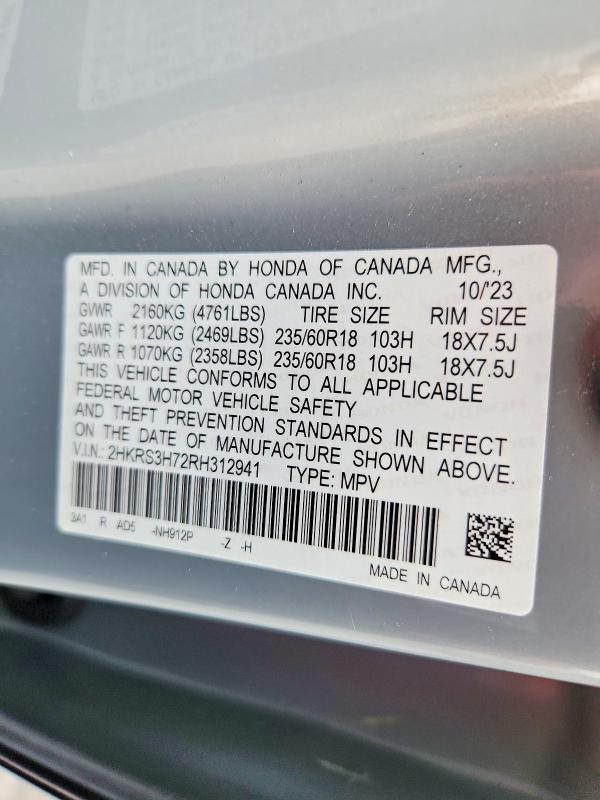 MFD. IN CANADA BY HONDA OF CANADA MFG.,
A DIVISION OF HONDA CANADA INC. 10/'23
GVWR 2160KG (4761LBS) TIRE SIZE RIM SIZE
GAWR F 1120KG (2469LBS) 235/60R18 103H 18X7.5J
GAWR R 1070KG (2358LBS) 235/60R18 103H 18X7.5J
THIS VEHICLE CONFORMS TO ALL APPLICABLE
FEDERAL MOTOR VEHICLE SAFETY
AND THEFT PREVENTION STANDARDS IN EFFECT
ON THE DATE OF MANUFACTURE SHOWN ABOVE.
V.I.N.: 2HKRS3H72RH312941 TYPE: MPV
3A1 R AD5 -NH912P -Z -H
MADE IN CANADA